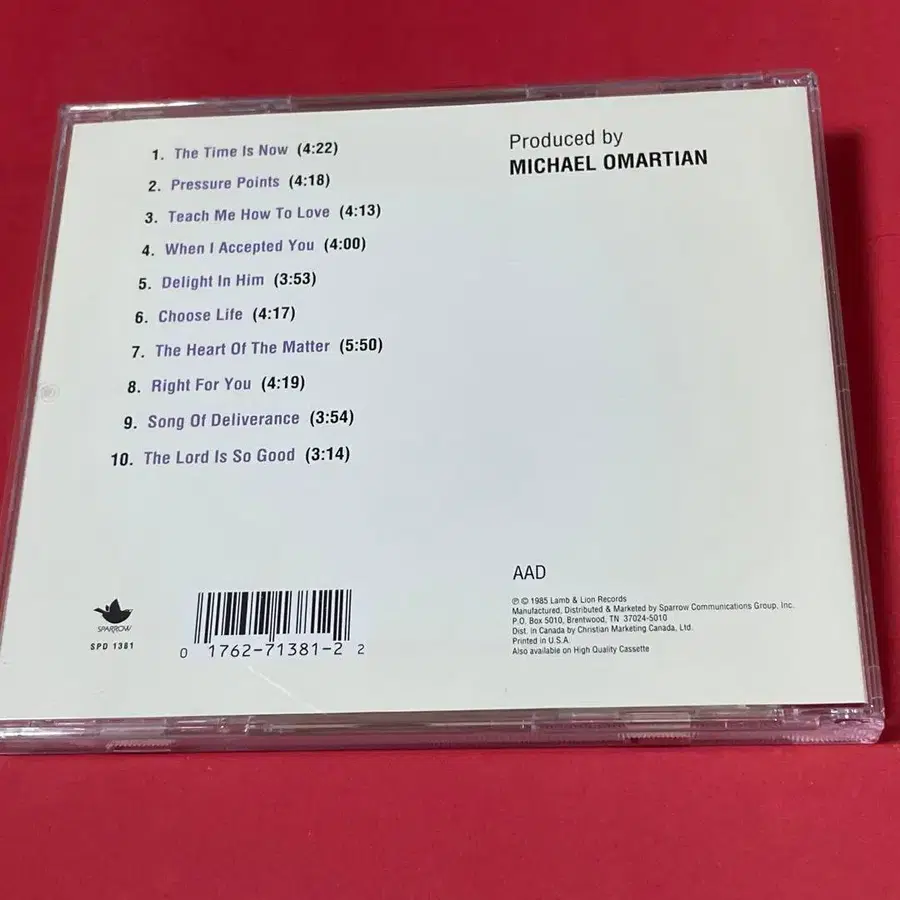 1. The Time Is Now (4:22)
2. Pressure Points (4:18)
3. Teach Me How To Love (4:13)
4. When I Accepted You (4:00)
5. Delight In Him (3:53)
6. Choose Life (4:17)
7. The Heart Of The Matter (5:50)
8. Right For You (4:19)
9. Song Of Deliverance (3:54)
10. The Lord Is So Good (3:14)
Produced by
MICHAEL OMARTIAN
SPARROW
SPD 1381
0 1762-71381-2 2
AAD
℗ © 1985 Lamb & Lion Records
Manufactured, Distributed & Marketed by Sparrow Communications Group, Inc.
P.O. Box 5010, Brentwood, TN 37024-5010
Dist. in Canada by Christian Marketing Canada, Ltd.
Printed in U.S.A.
Also available on High Quality Cassette